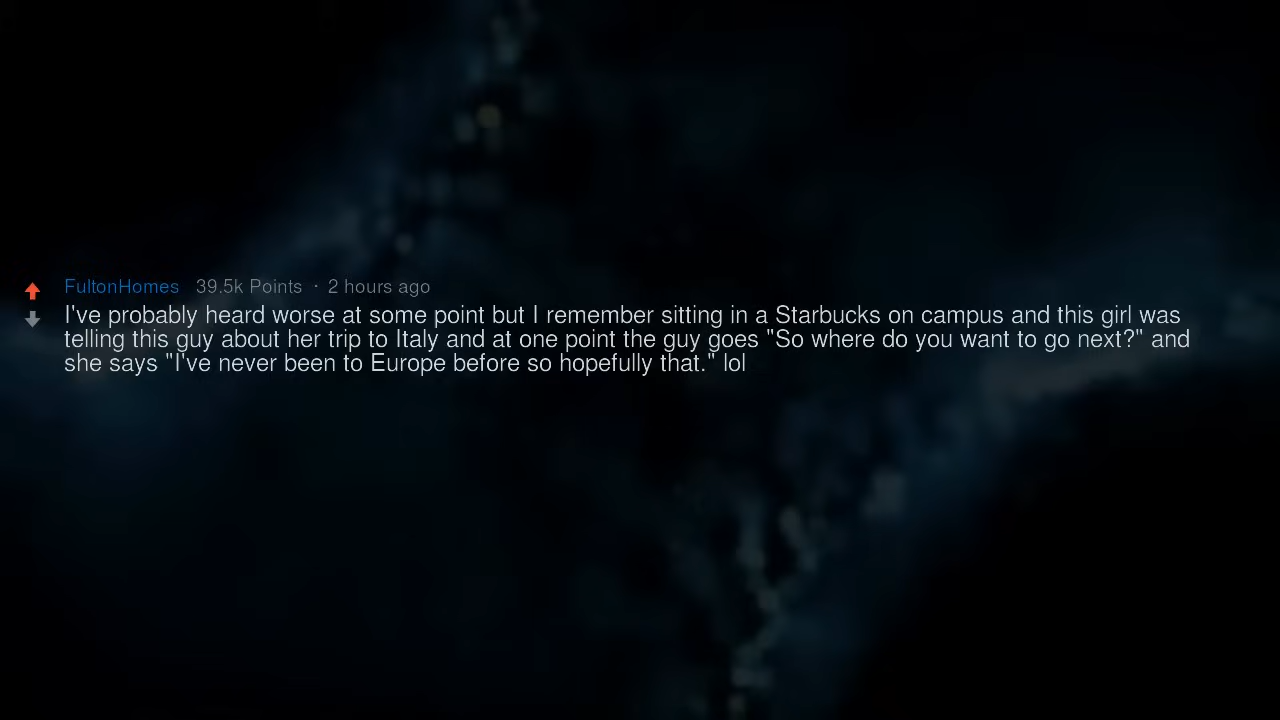 FultonHomes 39.5k Points · 2 hours ago
I've probably heard worse at some point but I remember sitting in a Starbucks on campus and this girl was
telling this guy about her trip to Italy and at one point the guy goes "So where do you want to go next?" and
she says "I've never been to Europe before so hopefully that." lol